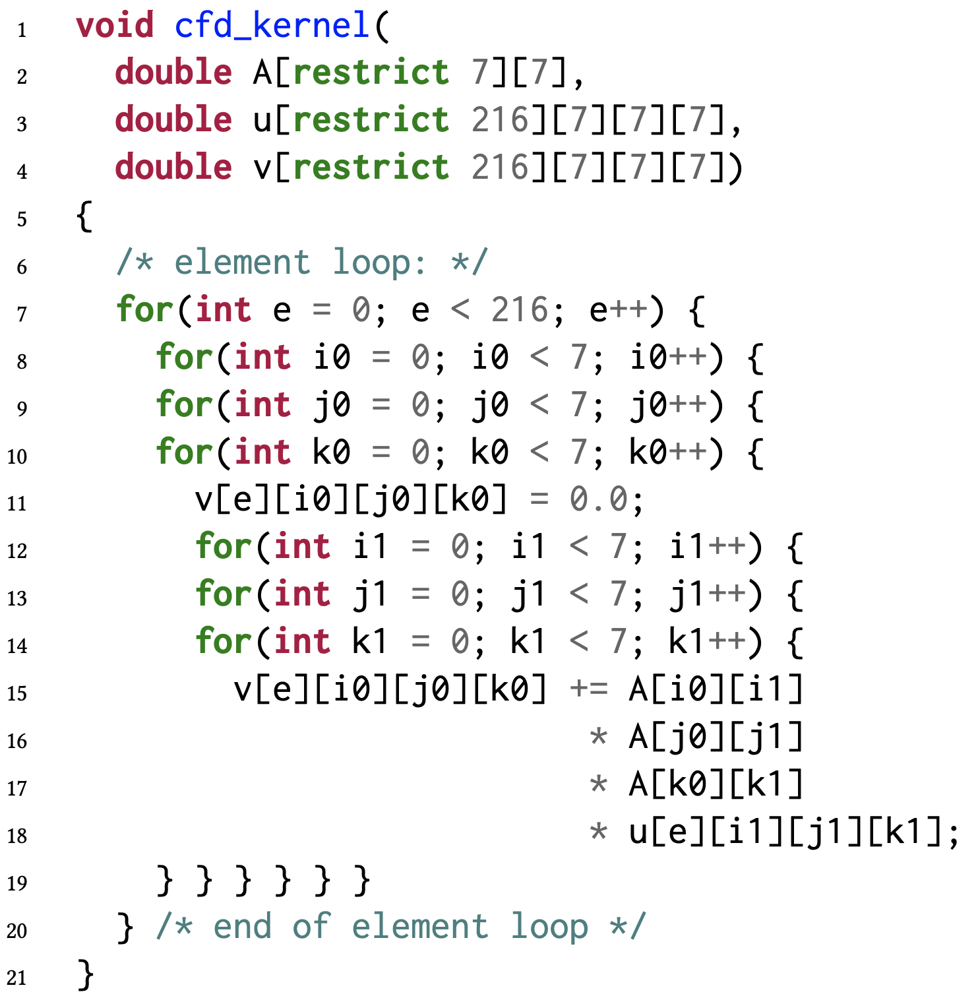 1 void cfd_kernel(
2 double A[restrict 7][7],
3 double u[restrict 216][7][7][7],
4 double v[restrict 216][7][7][7])
5 {
6 /* element loop: */
7 for(int e = 0; e < 216; e++) {
8 for(int i0 = 0; i0 < 7; i0++) {
9 for(int j0 = 0; j0 < 7; j0++) {
10 for(int k0 = 0; k0 < 7; k0++) {
11 v[e][i0][j0][k0] = 0.0;
12 for(int i1 = 0; i1 < 7; i1++) {
13 for(int j1 = 0; j1 < 7; j1++) {
14 for(int k1 = 0; k1 < 7; k1++) {
15 v[e][i0][j0][k0] += A[i0][i1]
16 * A[j0][j1]
17 * A[k0][k1]
18 * u[e][i1][j1][k1];
19 } } } } } }
20 } /* end of element loop */
21 }